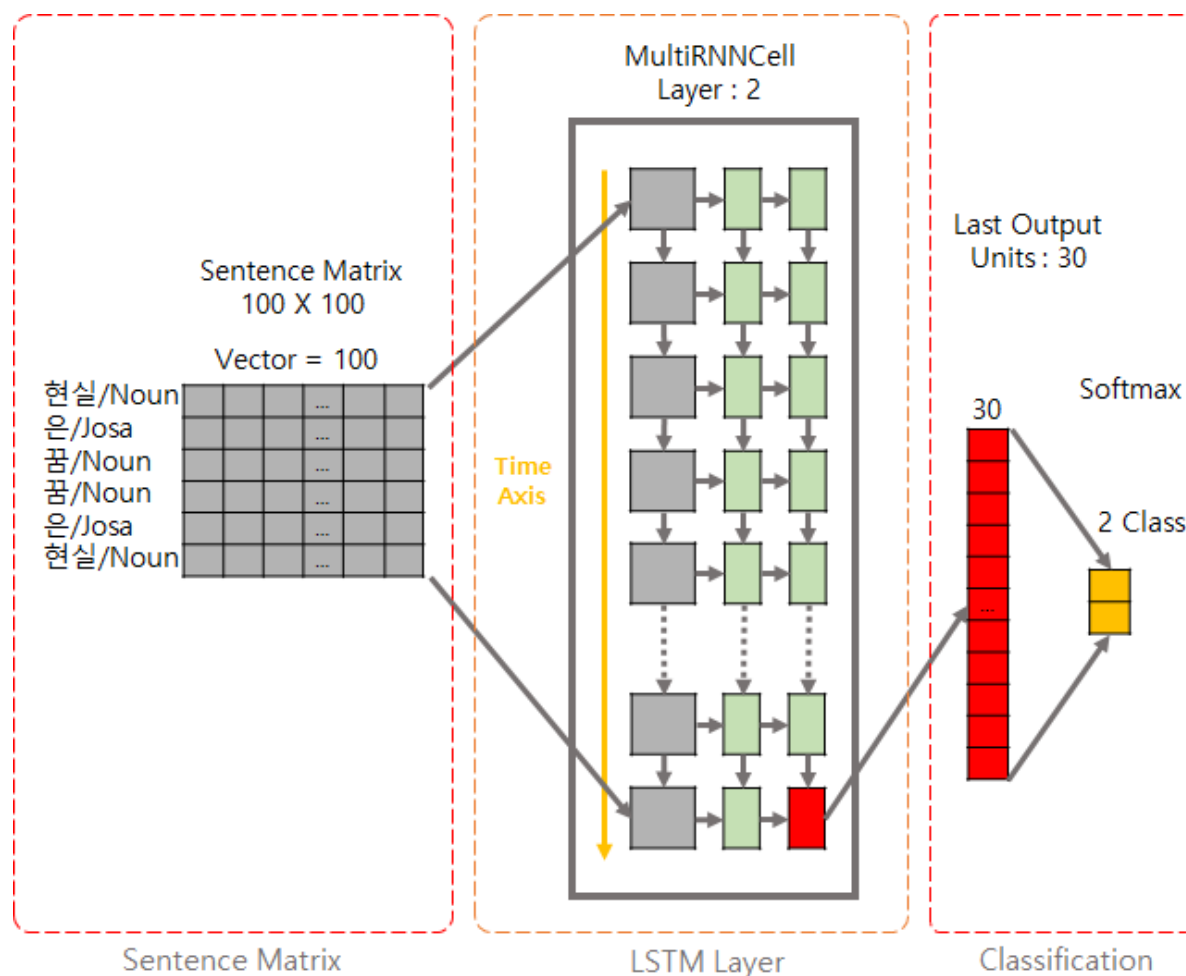 MultiRNNCell
Layer : 2
Sentence Matrix
100 X 100
Vector = 100
현실/Noun
은/Josa
꿈/Noun
꿈/Noun
은/Josa
현실/Noun
...
...
...
...
...
...
Time
Axis
Last Output
Units : 30
30
...
Softmax
2 Class
Sentence Matrix
LSTM Layer
Classification